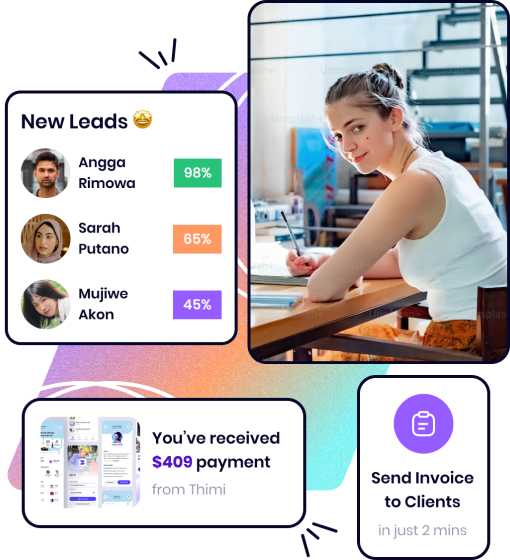 New Leads 🤩
Angga
Rimowa
98%
Sarah
Putano
65%
Mujiwe
Akon
45%
You’ve received
$409 payment
from Thimi
Send Invoice
to Clients
in just 2 mins